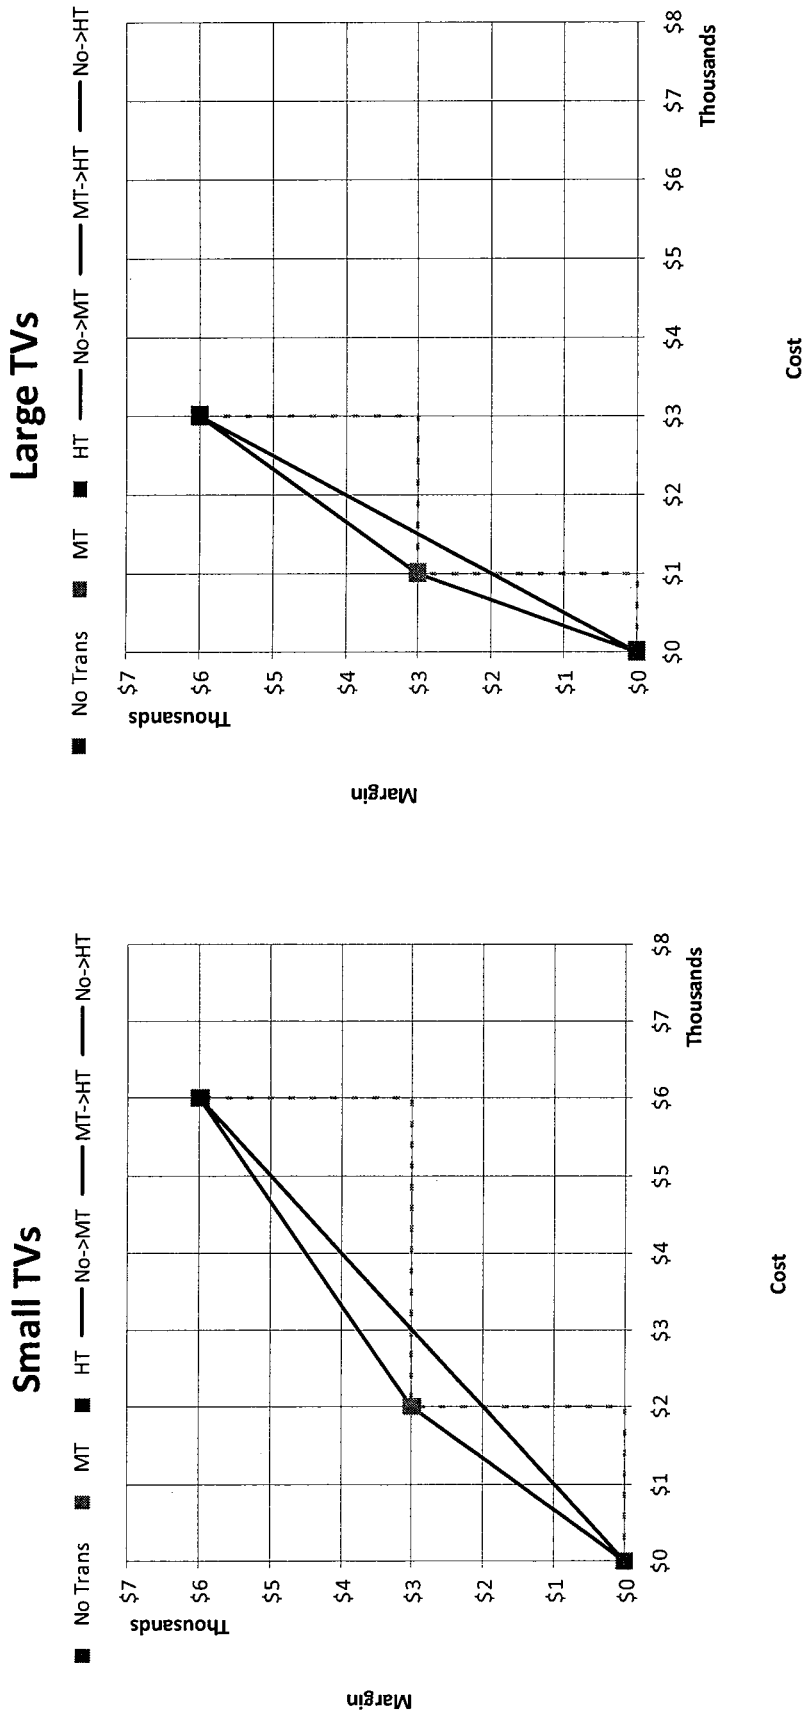 Small TVs
No Trans MT HT No->MT MT->HT No->HT
Margin
Thousands
$7
$6
$5
$4
$3
$2
$1
$0
$0 $1 $2 $3 $4 $5 $6 $7 $8
Thousands
Cost
Large TVs
No Trans MT HT No->MT MT->HT No->HT
Margin
Thousands
$7
$6
$5
$4
$3
$2
$1
$0
$0 $1 $2 $3 $4 $5 $6 $7 $8
Thousands
Cost